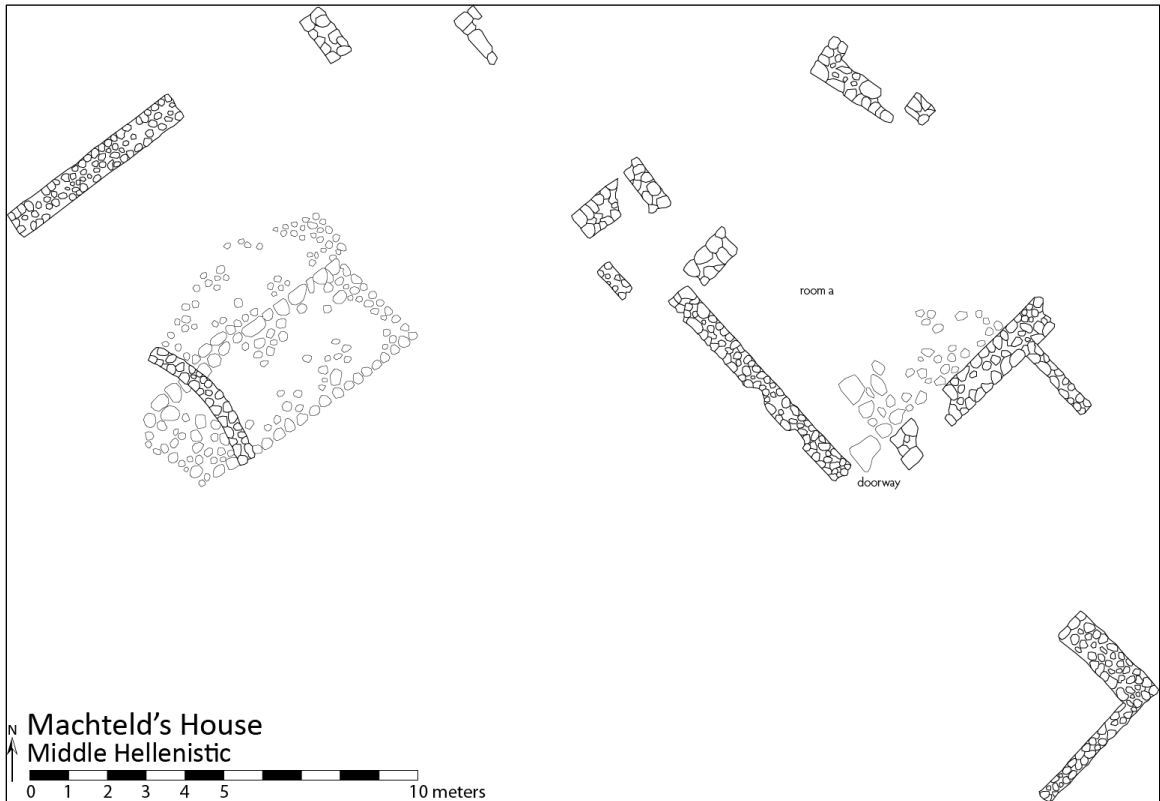 room a
doorway
Machteld's House
N
Middle Hellenistic
0 1 2 3 4 5 10 meters